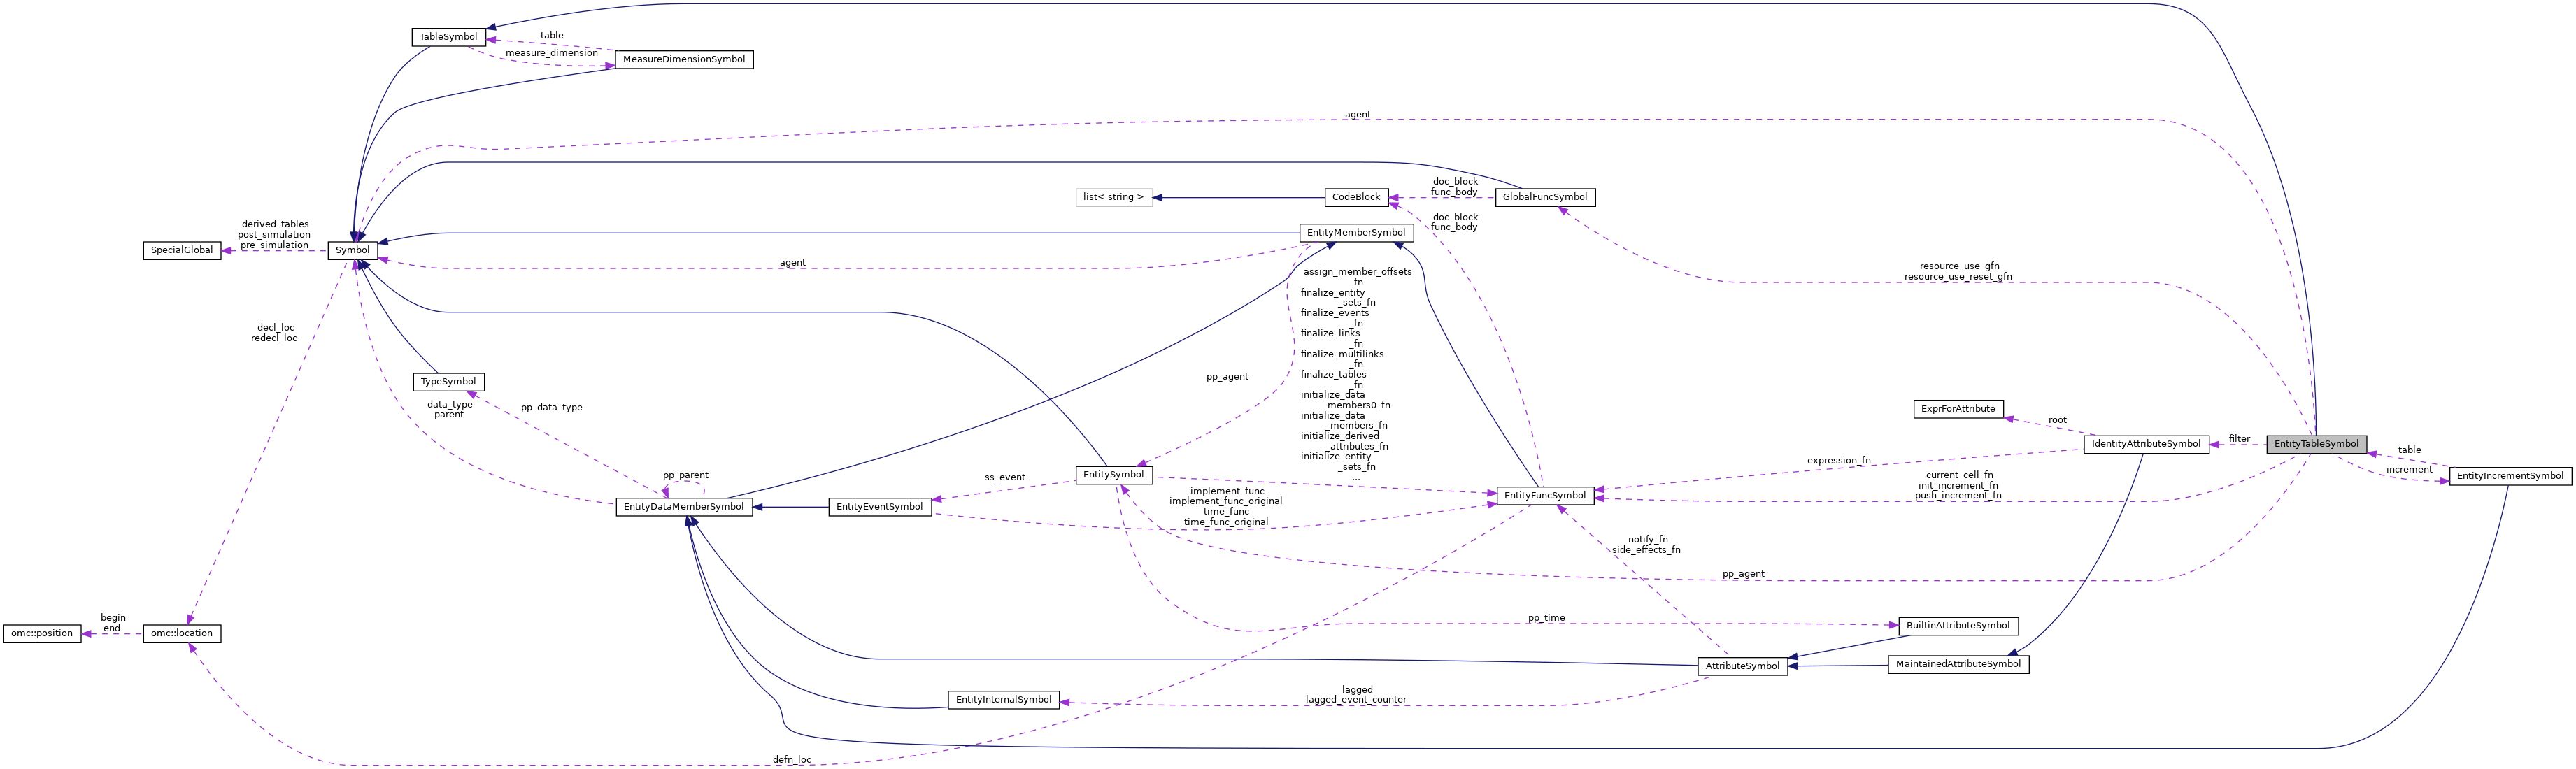 TableSymbol
table
measure_dimension
MeasureDimensionSymbol
agent
doc_block
func_body
list< string >
CodeBlock
GlobalFuncSymbol
doc_block
func_body
derived_tables
post_simulation
pre_simulation
SpecialGlobal
Symbol
EntityMemberSymbol
agent
resource_use_gfn
resource_use_reset_gfn
assign_member_offsets
_fn
finalize_entity
_sets_fn
finalize_events
_fn
finalize_links
_fn
finalize_multilinks
_fn
finalize_tables
_fn
initialize_data
_members0_fn
initialize_data
_members_fn
initialize_derived
_attributes_fn
initialize_entity
_sets_fn
...
decl_loc
redecl_loc
TypeSymbol
pp_agent
data_type
parent
pp_data_type
ExprForAttribute
root
IdentityAttributeSymbol
filter
EntityTableSymbol
table
increment
EntityIncrementSymbol
expression_fn
current_cell_fn
init_increment_fn
push_increment_fn
pp_parent
EntityDataMemberSymbol
EntityEventSymbol
ss_event
EntitySymbol
implement_func
implement_func_original
time_func
time_func_original
EntityFuncSymbol
notify_fn
side_effects_fn
pp_agent
begin
end
omc::position
omc::location
pp_time
BuiltinAttributeSymbol
AttributeSymbol
MaintainedAttributeSymbol
EntityInternalSymbol
lagged
lagged_event_counter
defn_loc